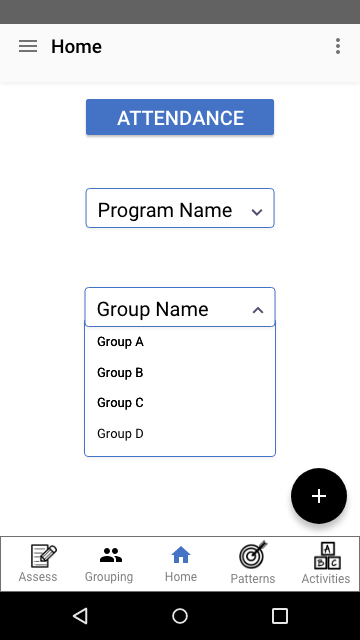 Home
ATTENDANCE
Program Name
Group Name
Group A
Group B
Group C
Group D
A
B C
Assess
Grouping
Home
Patterns
Activities